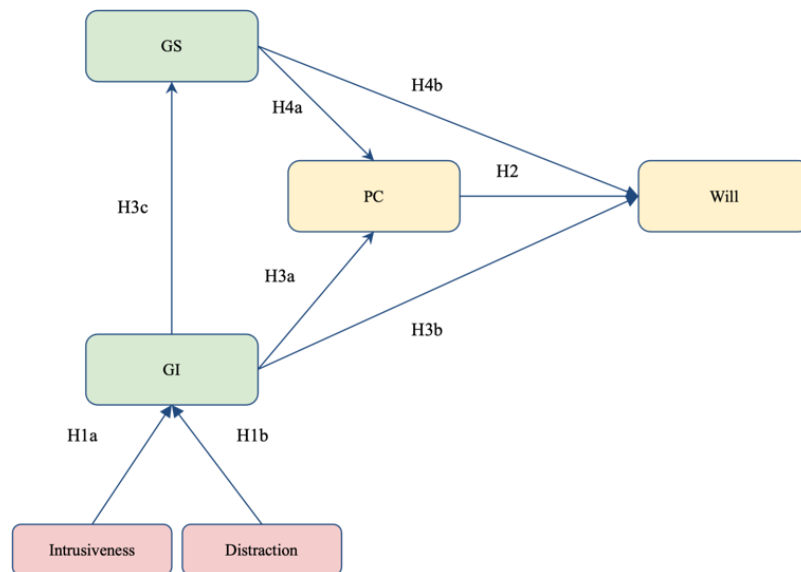 GS
H4b
H4a
H2
PC
Will
H3c
H3a
H3b
GI
H1a
H1b
Intrusiveness
Distraction